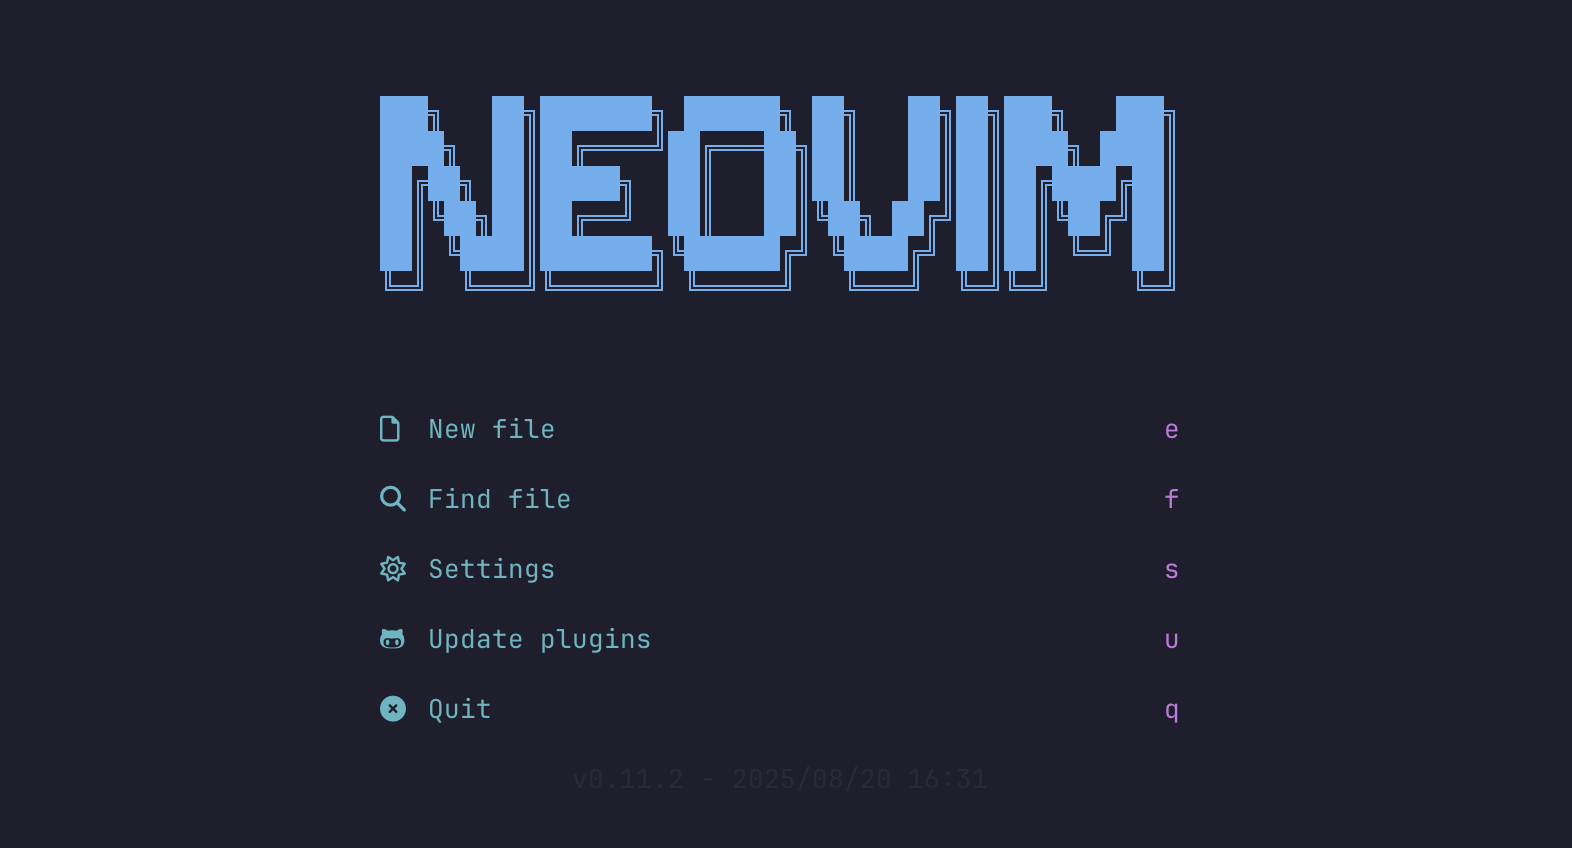 NEOVIM
New file e
Find file f
Settings s
Update plugins u
Quit q
v0.11.2 - 2025/08/20 16:31